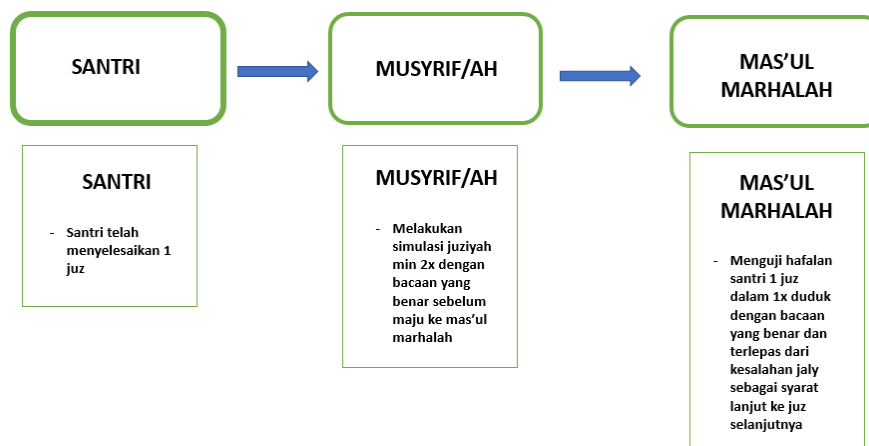 SANTRI
MUSYRIF/AH
MAS'UL
MARHALAH
SANTRI
- Santri telah
menyelesaikan 1
juz
MUSYRIF/AH
- Melakukan
simulasi juziyah
min 2x dengan
bacaan yang
benar sebelum
maju ke mas'ul
marhalah
MAS'UL
MARHALAH
- Menguji hafalan
santri 1 juz
dalam 1x duduk
dengan bacaan
yang benar dan
terlepas dari
kesalahan jaly
sebagai syarat
lanjut ke juz
selanjutnya